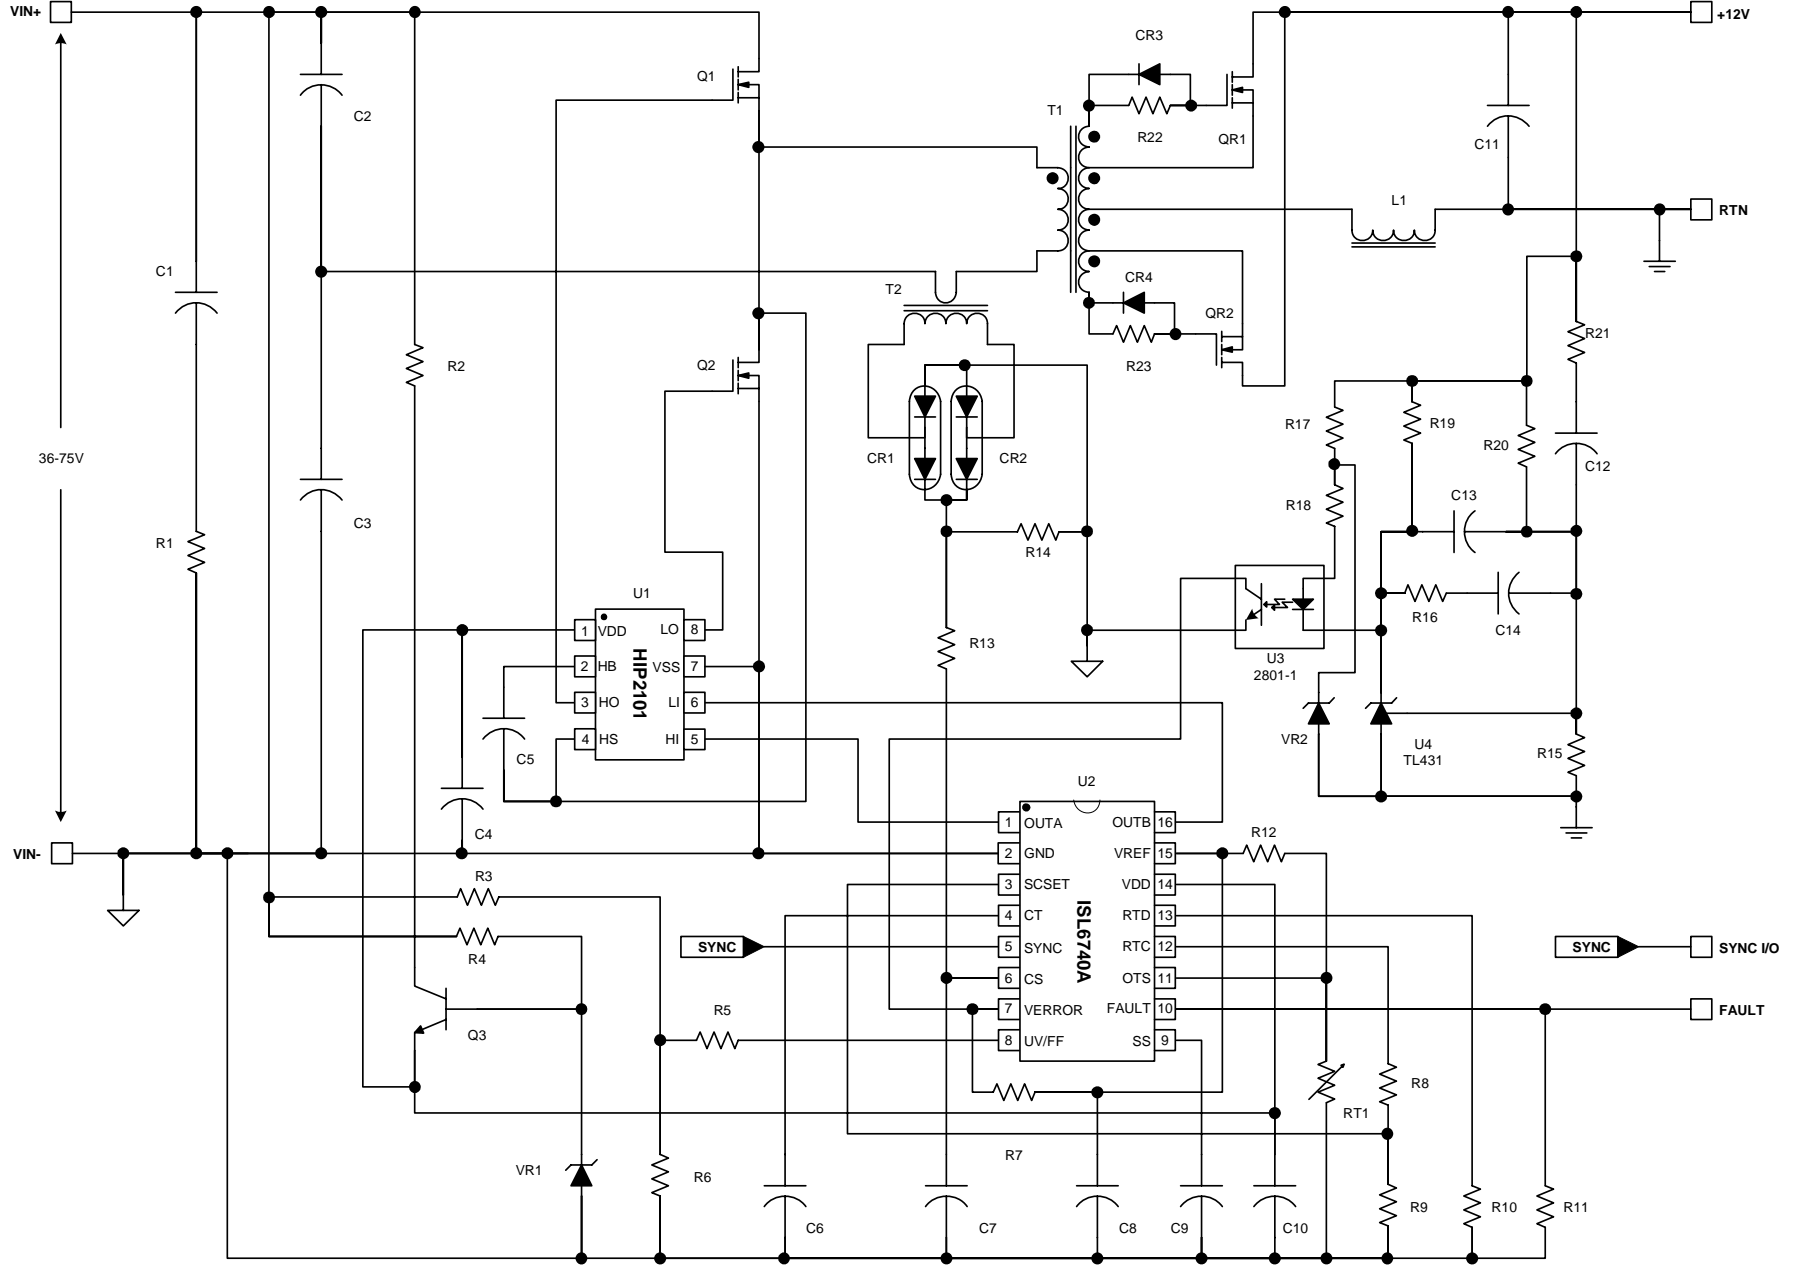 VIN+
+12V
CR3
Q1
C2
T1
R22
QR1
C11
L1
RTN
C1
CR4
T2
QR2
R21
R2
Q2
R23
R17
R19
R20
36-75V
CR1
CR2
C12
C13
R18
C3
R1
R14
U1
R16
C14
1 VDD LO 8
R13
U3
2801-1
2 HB VSS 7
HIP2101
3 HO LI 6
4 HS HI 5
VR2
U4
TL431
R15
C5
U2
1 OUTA OUTB 16
C4
R12
VIN-
2 GND VREF 15
R3
3 SCSET VDD 14
4 CT RTD 13
ISL6740A
SYNC
5 SYNC RTC 12
SYNC
SYNC I/O
R4
6 CS OTS 11
R5
7 VERROR FAULT 10
FAULT
Q3
8 UV/FF SS 9
R8
RT1
R7
VR1
R6
R9
R10
R11
C6
C7
C8
C9
C10